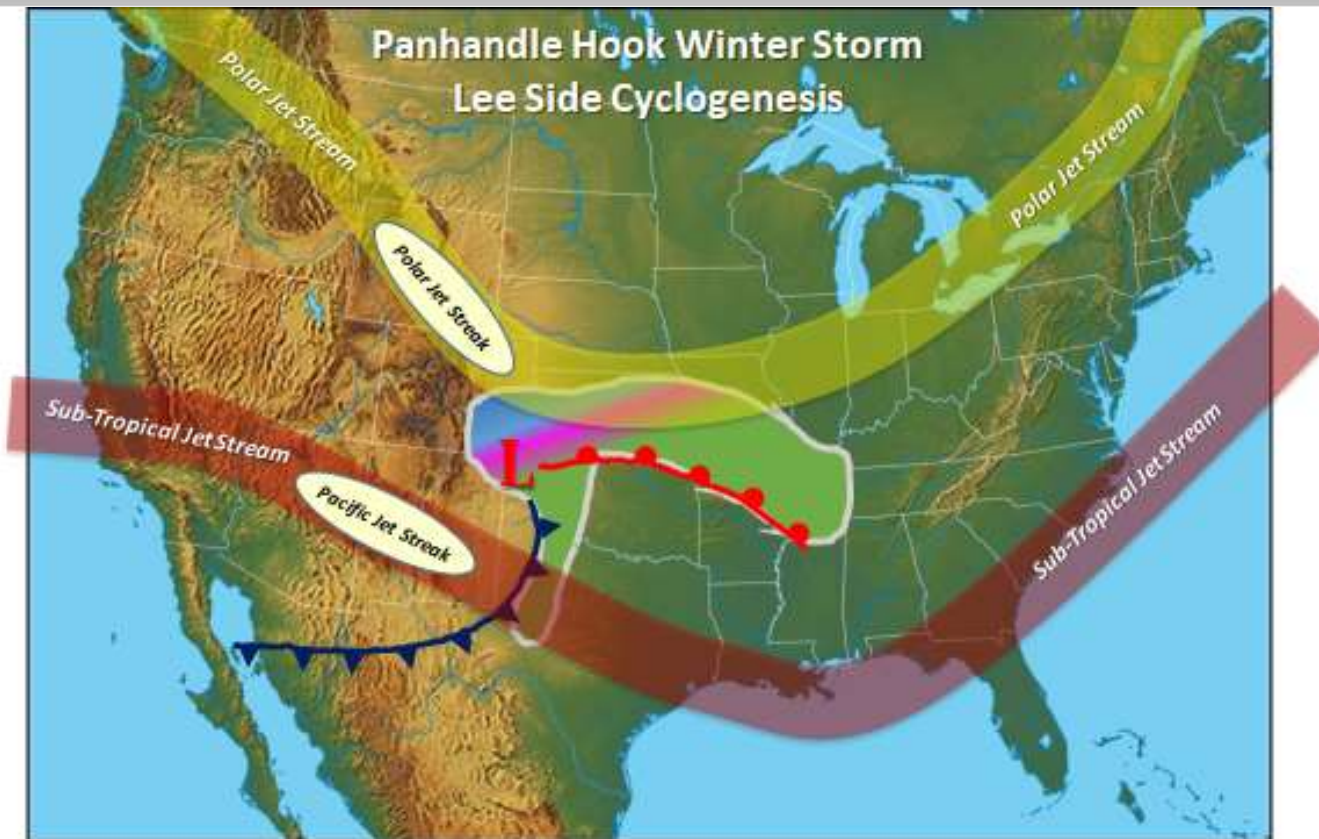 Panhandle Hook Winter Storm
Lee Side Cyclogenesis
Polar Jet Stream
Polar Jet Stream
Polar Jet Streak
Sub-Tropical Jet Stream
L
Pacific Jet Streak
Sub-Tropical Jet Stream